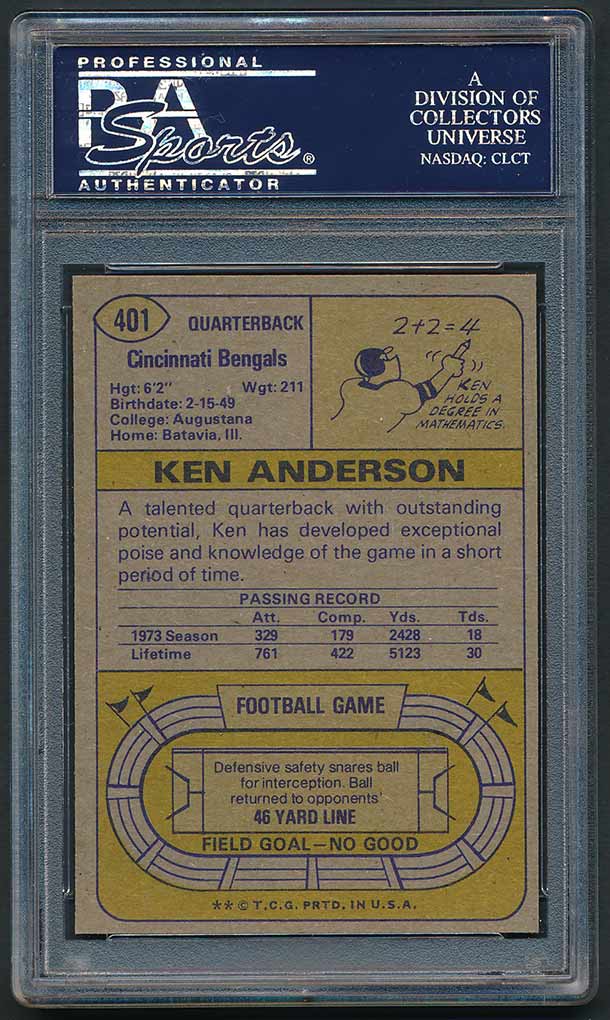 PROFESSIONAL
PSA
Sports®
AUTHENTICATOR
A
DIVISION OF
COLLECTORS
UNIVERSE
NASDAQ: CLCT
401
QUARTERBACK
Cincinnati Bengals
Hgt: 6'2" Wgt: 211
Birthdate: 2-15-49
College: Augustana
Home: Batavia, Ill.
2+2=4
KEN
HOLDS A
DEGREE IN
MATHEMATICS.
KEN ANDERSON
A talented quarterback with outstanding
potential, Ken has developed exceptional
poise and knowledge of the game in a short
period of time.
PASSING RECORD
Att. Comp. Yds. Tds.
1973 Season 329 179 2428 18
Lifetime 761 422 5123 30
FOOTBALL GAME
Defensive safety snares ball
for interception. Ball
returned to opponents'
46 YARD LINE
FIELD GOAL—NO GOOD
** © T.C.G. PRTD. IN U.S.A.